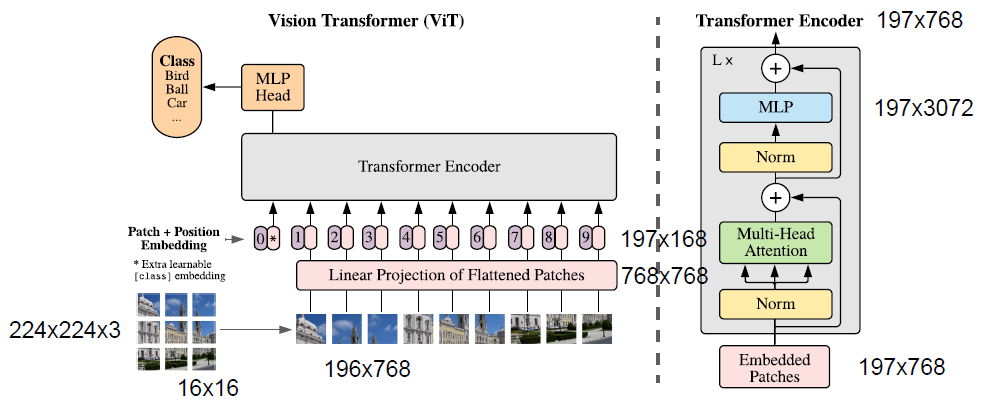 Vision Transformer (ViT)
Class
Bird
Ball
Car
...
MLP
Head
Transformer Encoder
Patch + Position
Embedding
* Extra learnable
[class] embedding
0 * 1 2 3 4 5 6 7 8 9
197x168
Linear Projection of Flattened Patches
768x768
224x224x3
16x16
196x768
Transformer Encoder
197x768
L ×
+
MLP
197x3072
Norm
+
Multi-Head
Attention
Norm
Embedded
Patches
197x768